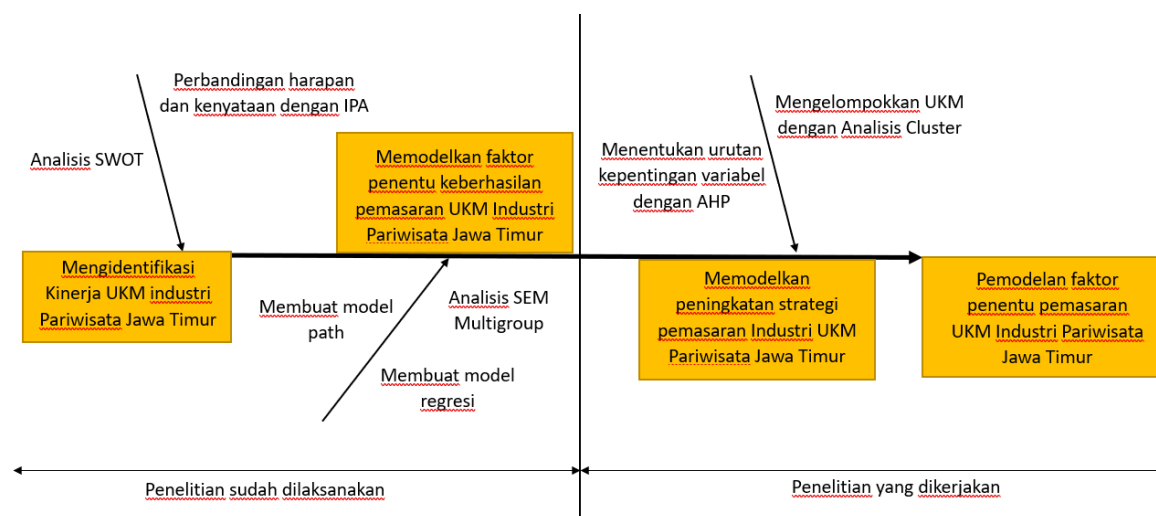 Perbandingan harapan
dan kenyataan dengan IPA
Analisis SWOT
Mengidentifikasi
Kinerja UKM industri
Pariwisata Jawa Timur
Memodelkan faktor
penentu keberhasilan
pemasaran UKM Industri
Pariwisata Jawa Timur
Membuat model
path
Analisis SEM
Multigroup
Membuat model
regresi
Mengelompokkan UKM
dengan Analisis Cluster
Menentukan urutan
kepentingan variabel
dengan AHP
Memodelkan
peningkatan strategi
pemasaran Industri UKM
Pariwisata Jawa Timur
Pemodelan faktor
penentu pemasaran
UKM Industri Pariwisata
Jawa Timur
Penelitian sudah dilaksanakan
Penelitian yang dikerjakan